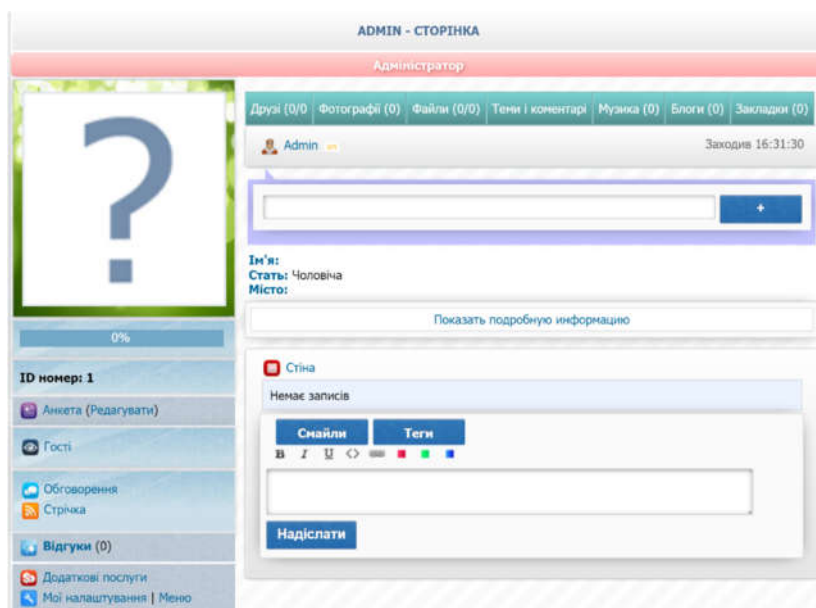 ADMIN - СТОРІНКА
Адміністратор
?
0%
ID номер: 1
Анкета (Редагувати)
Гості
Обговорення
Стрічка
Відгуки (0)
Додаткові послуги
Мої налаштування | Меню
Друзі (0/0 Фотографії (0) Файли (0/0) Теми і коментарі Музика (0) Блоги (0) Закладки (0)
Admin
Заходив 16:31:30
+
Ім'я:
Стать: Чоловіча
Місто:
Показать подробную информацию
Стіна
Немає записів
Смайли Теги
B I U <>
Надіслати